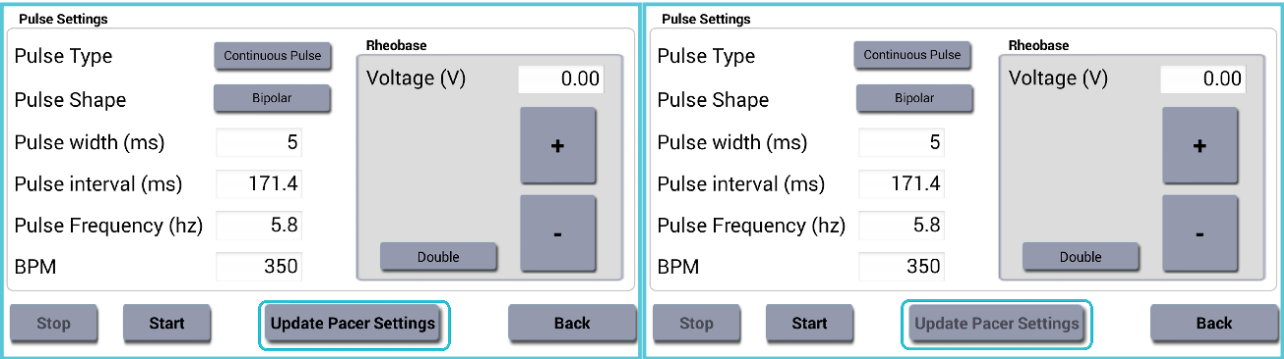 Pulse Settings
Pulse Type
Continuous Pulse
Pulse Shape
Bipolar
Pulse width (ms)
5
Pulse interval (ms)
171.4
Pulse Frequency (hz)
5.8
BPM
350
Rheobase
Voltage (V)
0.00
+
-
Double
Stop
Start
Update Pacer Settings
Back
Pulse Settings
Pulse Type
Continuous Pulse
Pulse Shape
Bipolar
Pulse width (ms)
5
Pulse interval (ms)
171.4
Pulse Frequency (hz)
5.8
BPM
350
Rheobase
Voltage (V)
0.00
+
-
Double
Stop
Start
Update Pacer Settings
Back